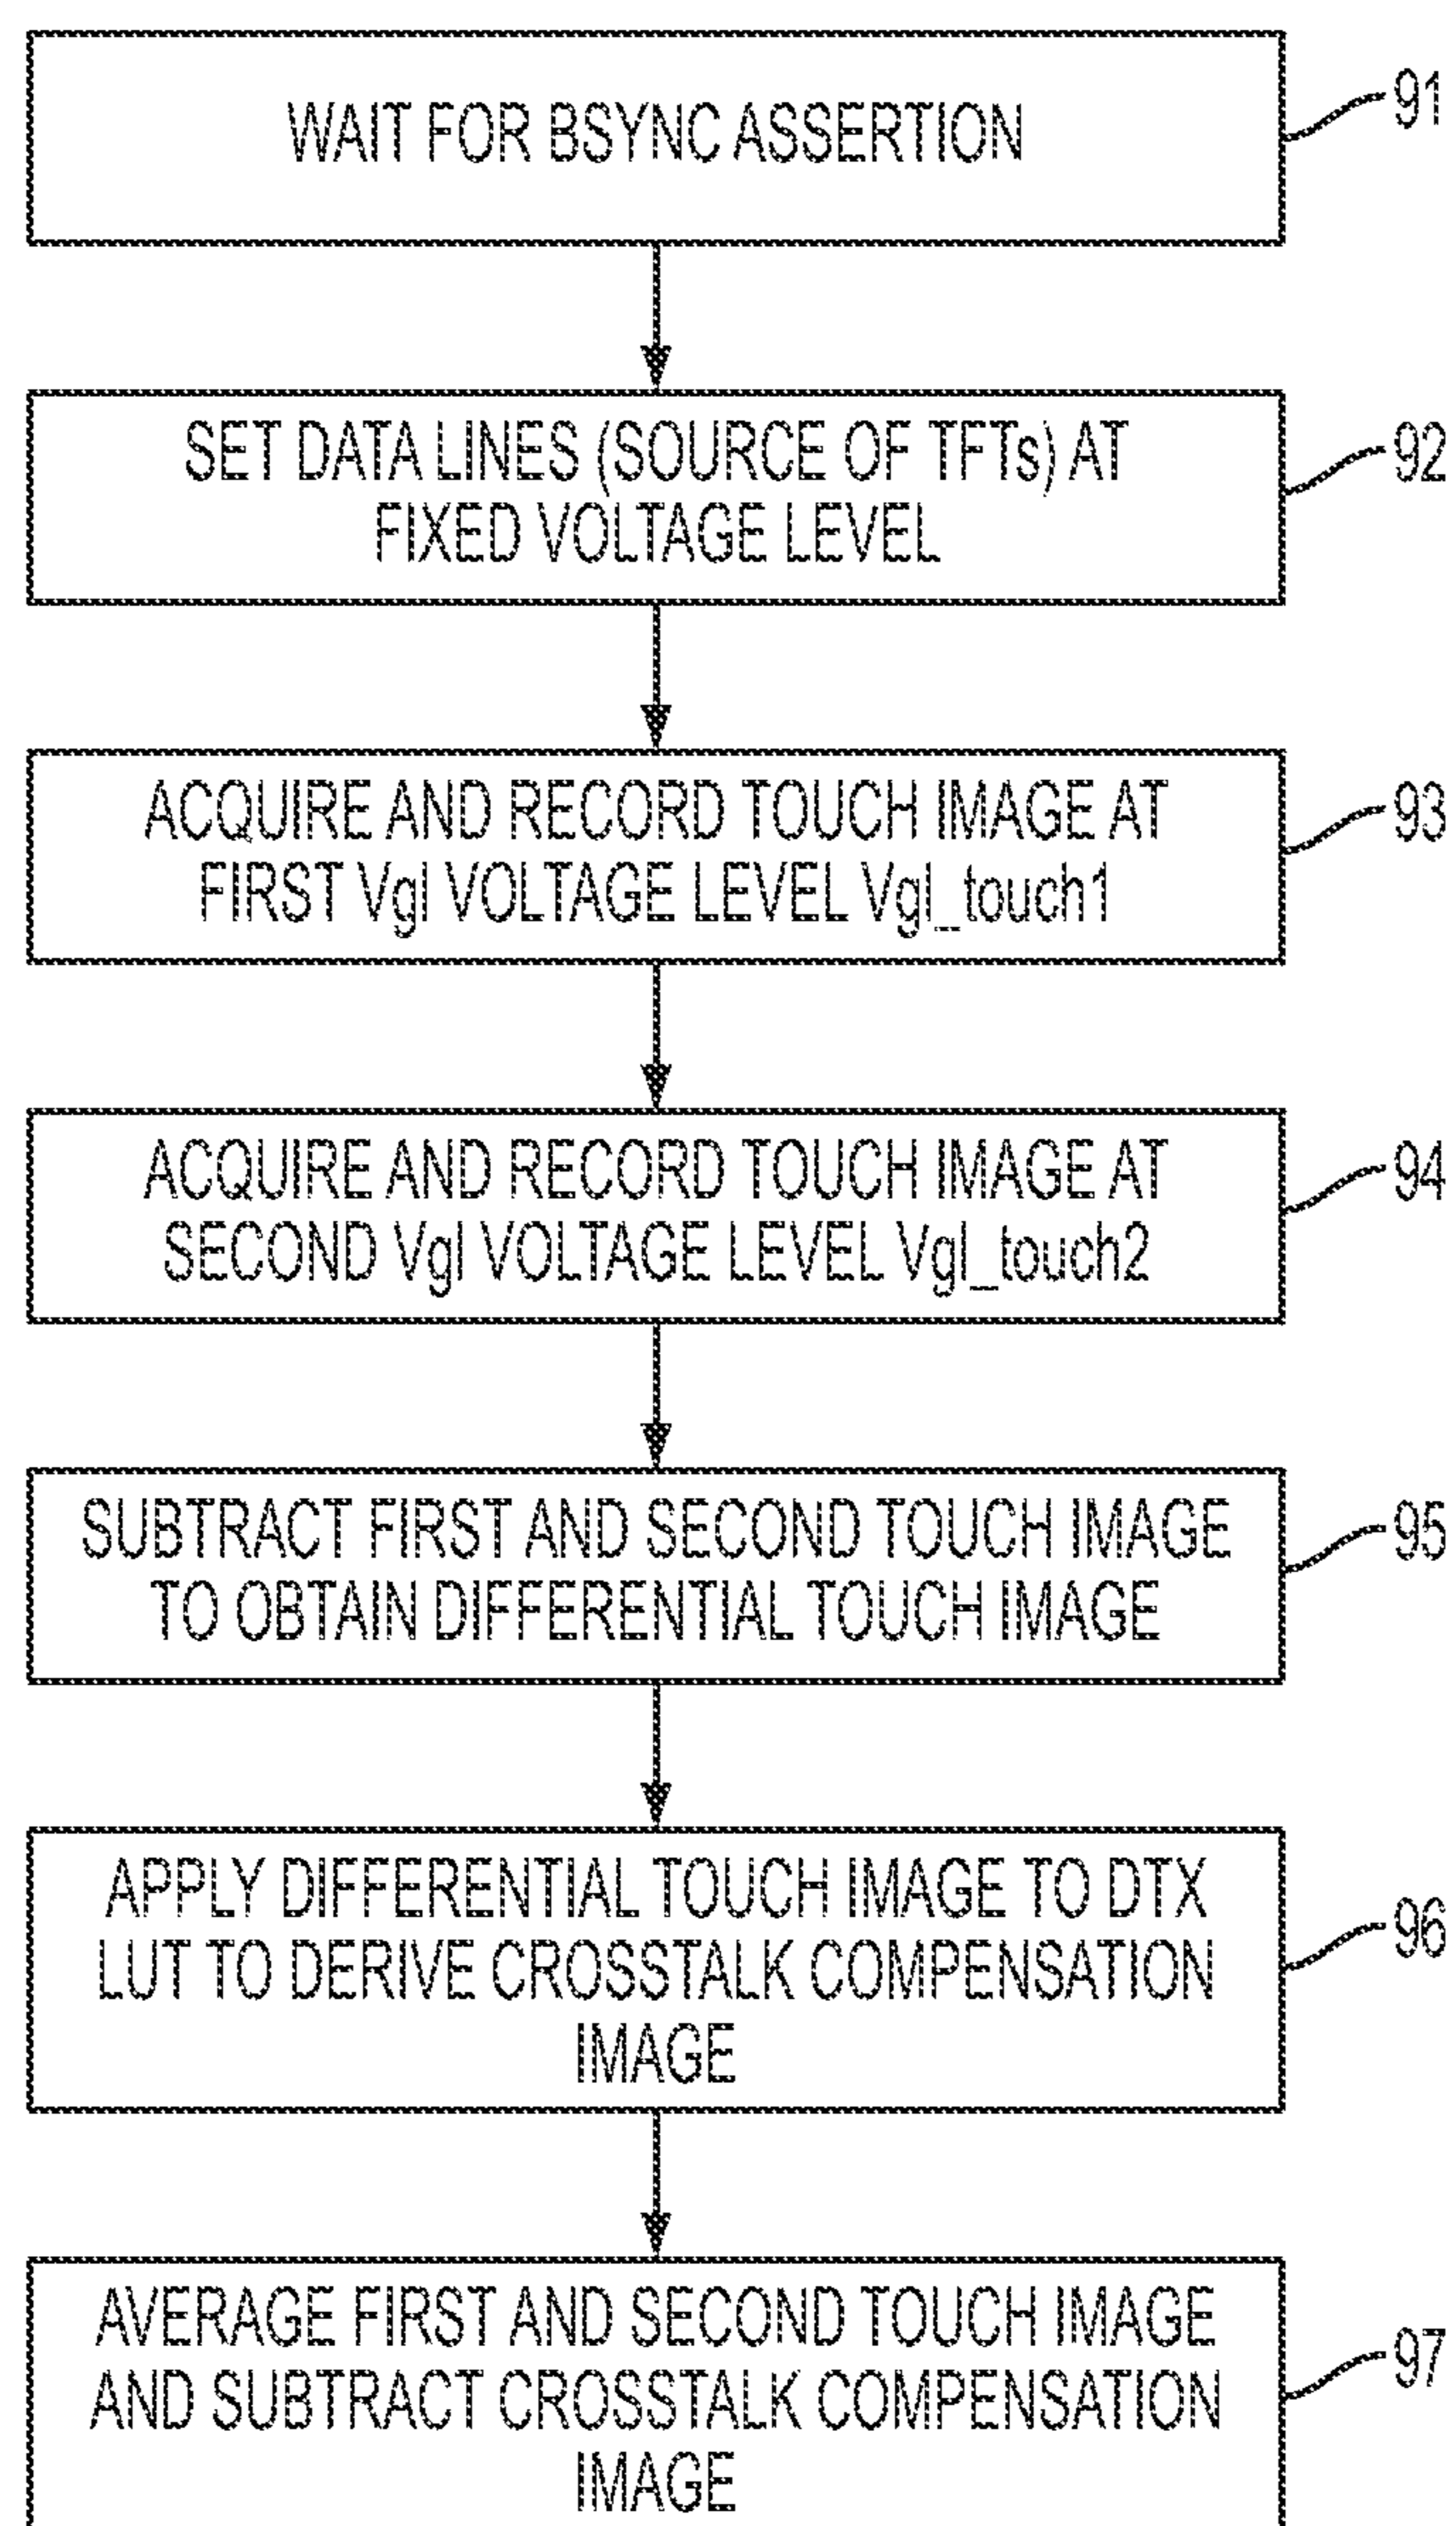 WAIT FOR BSYNC ASSERTION
91
SET DATA LINES (SOURCE OF TFTs) AT
FIXED VOLTAGE LEVEL
92
ACQUIRE AND RECORD TOUCH IMAGE AT
FIRST Vgl VOLTAGE LEVEL Vgl_touch1
93
ACQUIRE AND RECORD TOUCH IMAGE AT
SECOND Vgl VOLTAGE LEVEL Vgl_touch2
94
SUBTRACT FIRST AND SECOND TOUCH IMAGE
TO OBTAIN DIFFERENTIAL TOUCH IMAGE
95
APPLY DIFFERENTIAL TOUCH IMAGE TO DTX
LUT TO DERIVE CROSSTALK COMPENSATION
IMAGE
96
AVERAGE FIRST AND SECOND TOUCH IMAGE
AND SUBTRACT CROSSTALK COMPENSATION
IMAGE
97